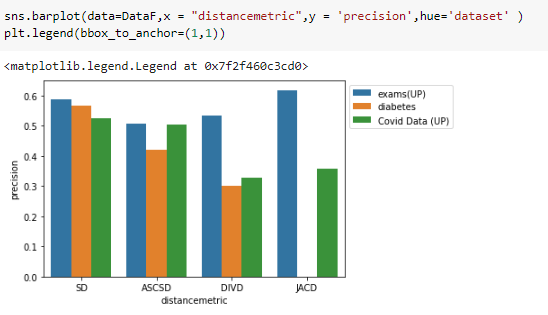 sns.barplot(data=DataF,x = "distancemetric",y = 'precision',hue='dataset' )
plt.legend(bbox_to_anchor=(1,1))
<matplotlib.legend.Legend at 0x7f2f460c3cd0>
exams(UP)
diabetes
Covid Data (UP)
precision
0.6
0.5
0.4
0.3
0.2
0.1
0.0
SD ASCSD DIVD JACD
distancemetric